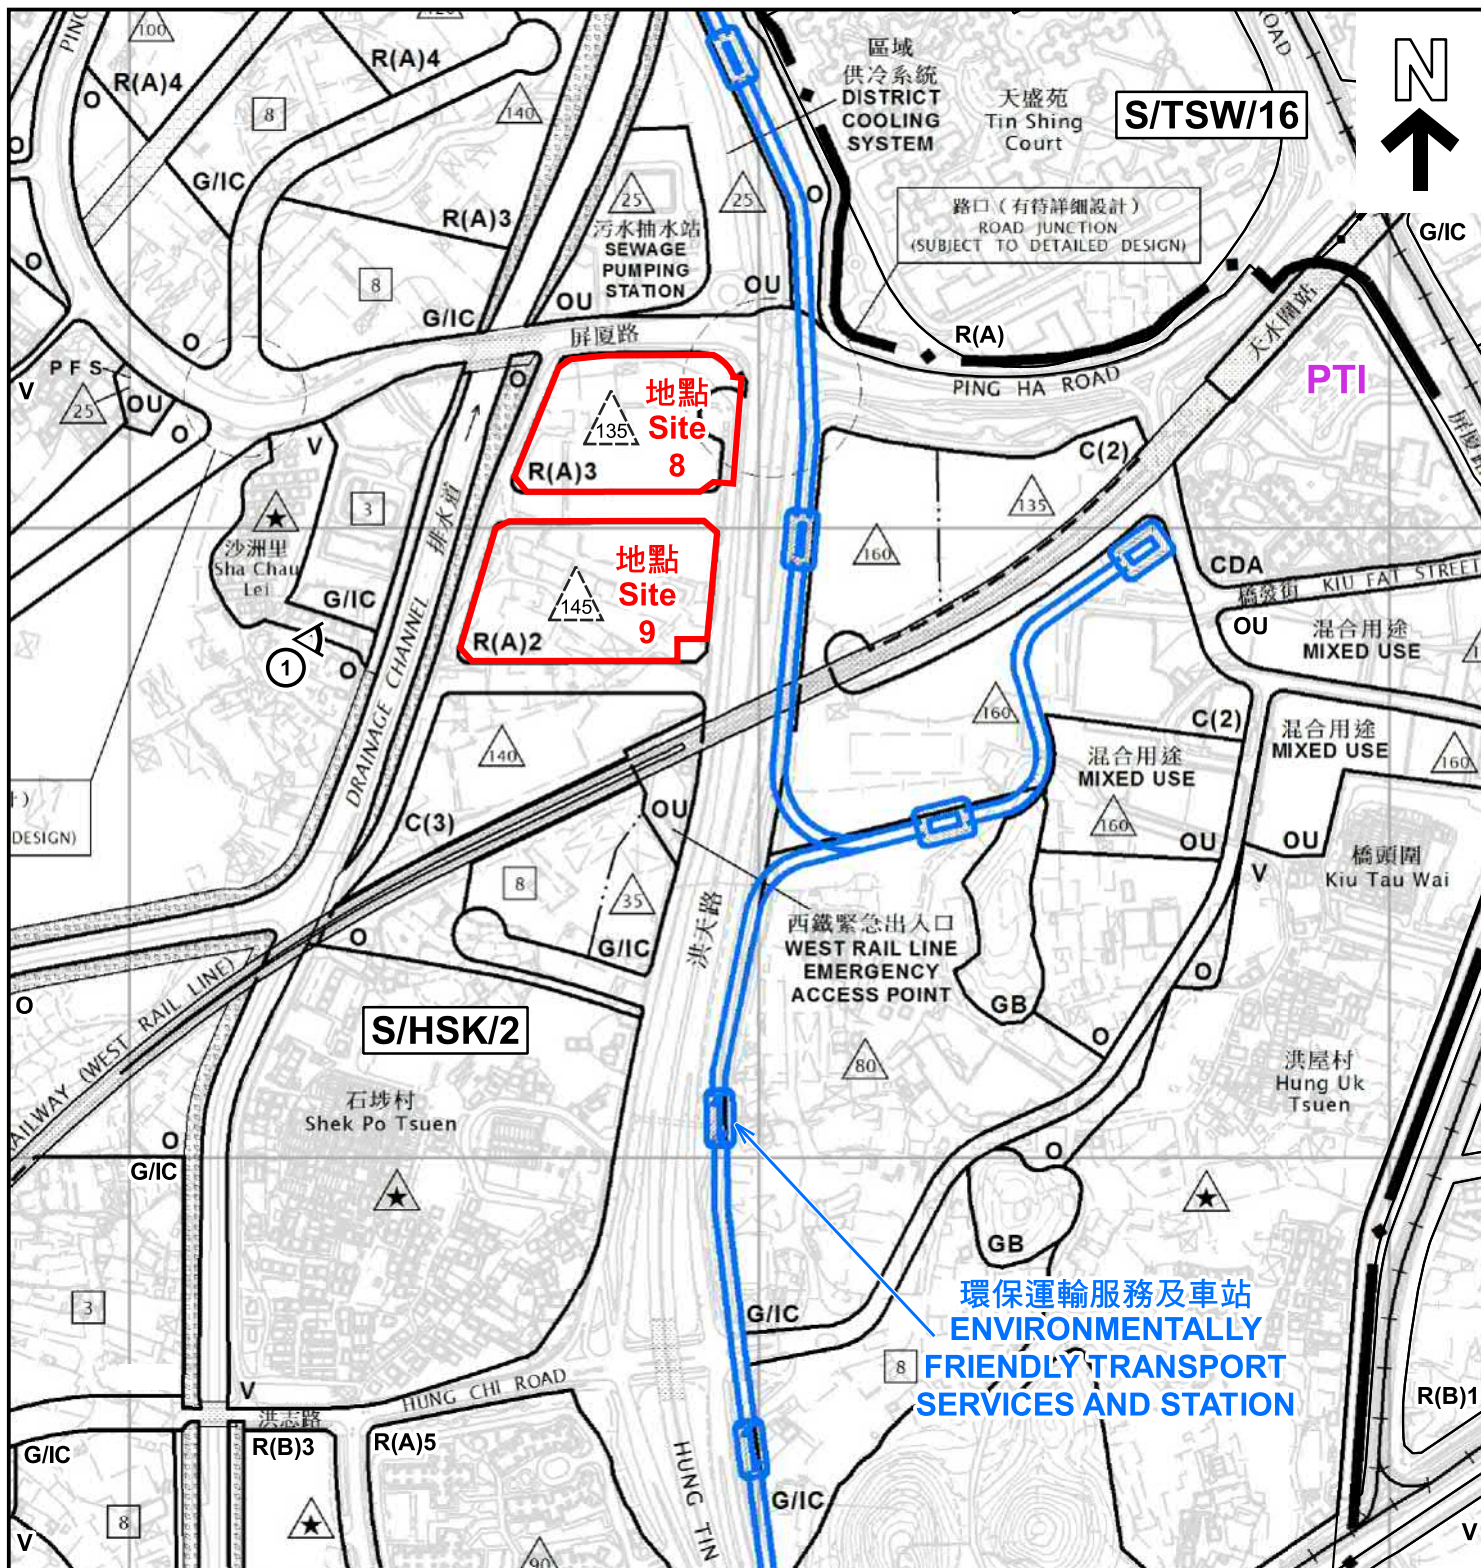 100
R(A)4
R(A)4
PING
O
8
140
O
區域
供冷系統
DISTRICT
COOLING
SYSTEM
天盛苑
Tin Shing
Court
S/TSW/16
ROAD
N
G/IC
25
25
O
R(A)3
污水抽水站
SEWAGE
PUMPING
STATION
路口（有待詳細設計）
ROAD JUNCTION
(SUBJECT TO DETAILED DESIGN)
G/IC
O
8
OU
OU
G/IC
屏廈路
R(A)
天水圍站
O
PFS
25
OU
V
O
O
PING HA ROAD
PTI
屏廈路
地點
Site
8
135
R(A)3
V
3
C(2)
135
160
沙洲里
Sha Chau
Lei
G/IC
排水道
DRAINAGE CHANNEL
地點
Site
9
145
R(A)2
1
O
CDA
橋發街 KIU FAT STREET
OU
混合用途
MIXED USE
160
C(2)
混合用途
MIXED USE
160
混合用途
MIXED USE
160
140
C(3)
OU
OU
OU
DESIGN)
橋頭圍
Kiu Tau Wai
V
8
35
G/IC
O
洪天路
西鐵緊急出入口
WEST RAIL LINE
EMERGENCY
ACCESS POINT
GB
O
O
RAILWAY (WEST RAIL LINE)
S/HSK/2
O
80
洪屋村
Hung Uk
Tsuen
石埗村
Shek Po Tsuen
O
G/IC
O
GB
環保運輸服務及車站
ENVIRONMENTALLY
FRIENDLY TRANSPORT
SERVICES AND STATION
3
G/IC
8
V
HUNG CHI ROAD
洪志路
R(B)1
G/IC
R(B)3
R(A)5
HUNG TIN
G/IC
8
V
90
V